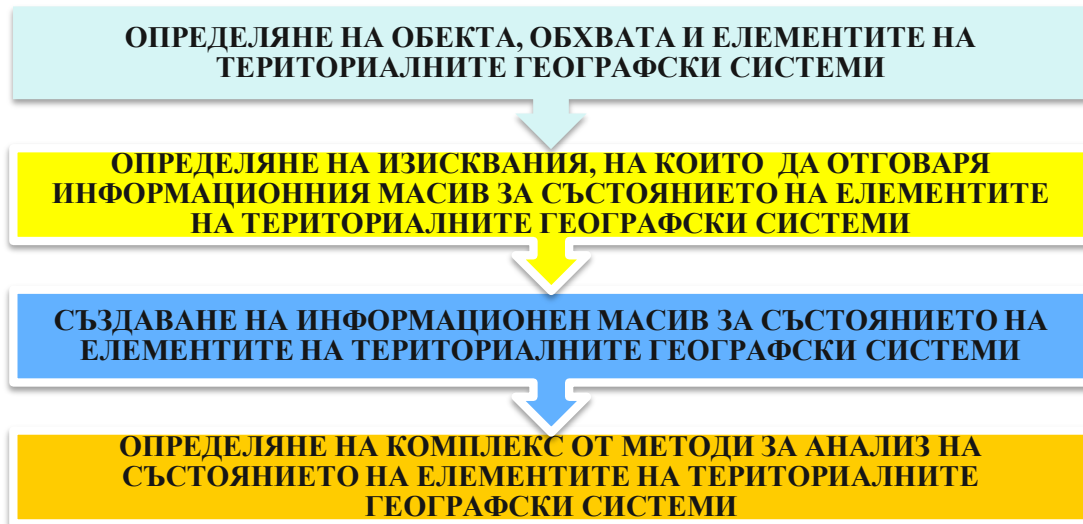 ОПРЕДЕЛЯНЕ НА ОБЕКТА, ОБХВАТА И ЕЛЕМЕНТИТЕ НА
ТЕРИТОРИАЛНИТЕ ГЕОГРАФСКИ СИСТЕМИ
ОПРЕДЕЛЯНЕ НА ИЗИСКВАНИЯ, НА КОИТО ДА ОТГОВАРЯ
ИНФОРМАЦИОННИЯ МАСИВ ЗА СЪСТОЯНИЕТО НА ЕЛЕМЕНТИТЕ
НА ТЕРИТОРИАЛНИТЕ ГЕОГРАФСКИ СИСТЕМИ
СЪЗДАВАНЕ НА ИНФОРМАЦИОНЕН МАСИВ ЗА СЪСТОЯНИЕТО НА
ЕЛЕМЕНТИТЕ НА ТЕРИТОРИАЛНИТЕ ГЕОГРАФСКИ СИСТЕМИ
ОПРЕДЕЛЯНЕ НА КОМПЛЕКС ОТ МЕТОДИ ЗА АНАЛИЗ НА
СЪСТОЯНИЕТО НА ЕЛЕМЕНТИТЕ НА ТЕРИТОРИАЛНИТЕ
ГЕОГРАФСКИ СИСТЕМИ